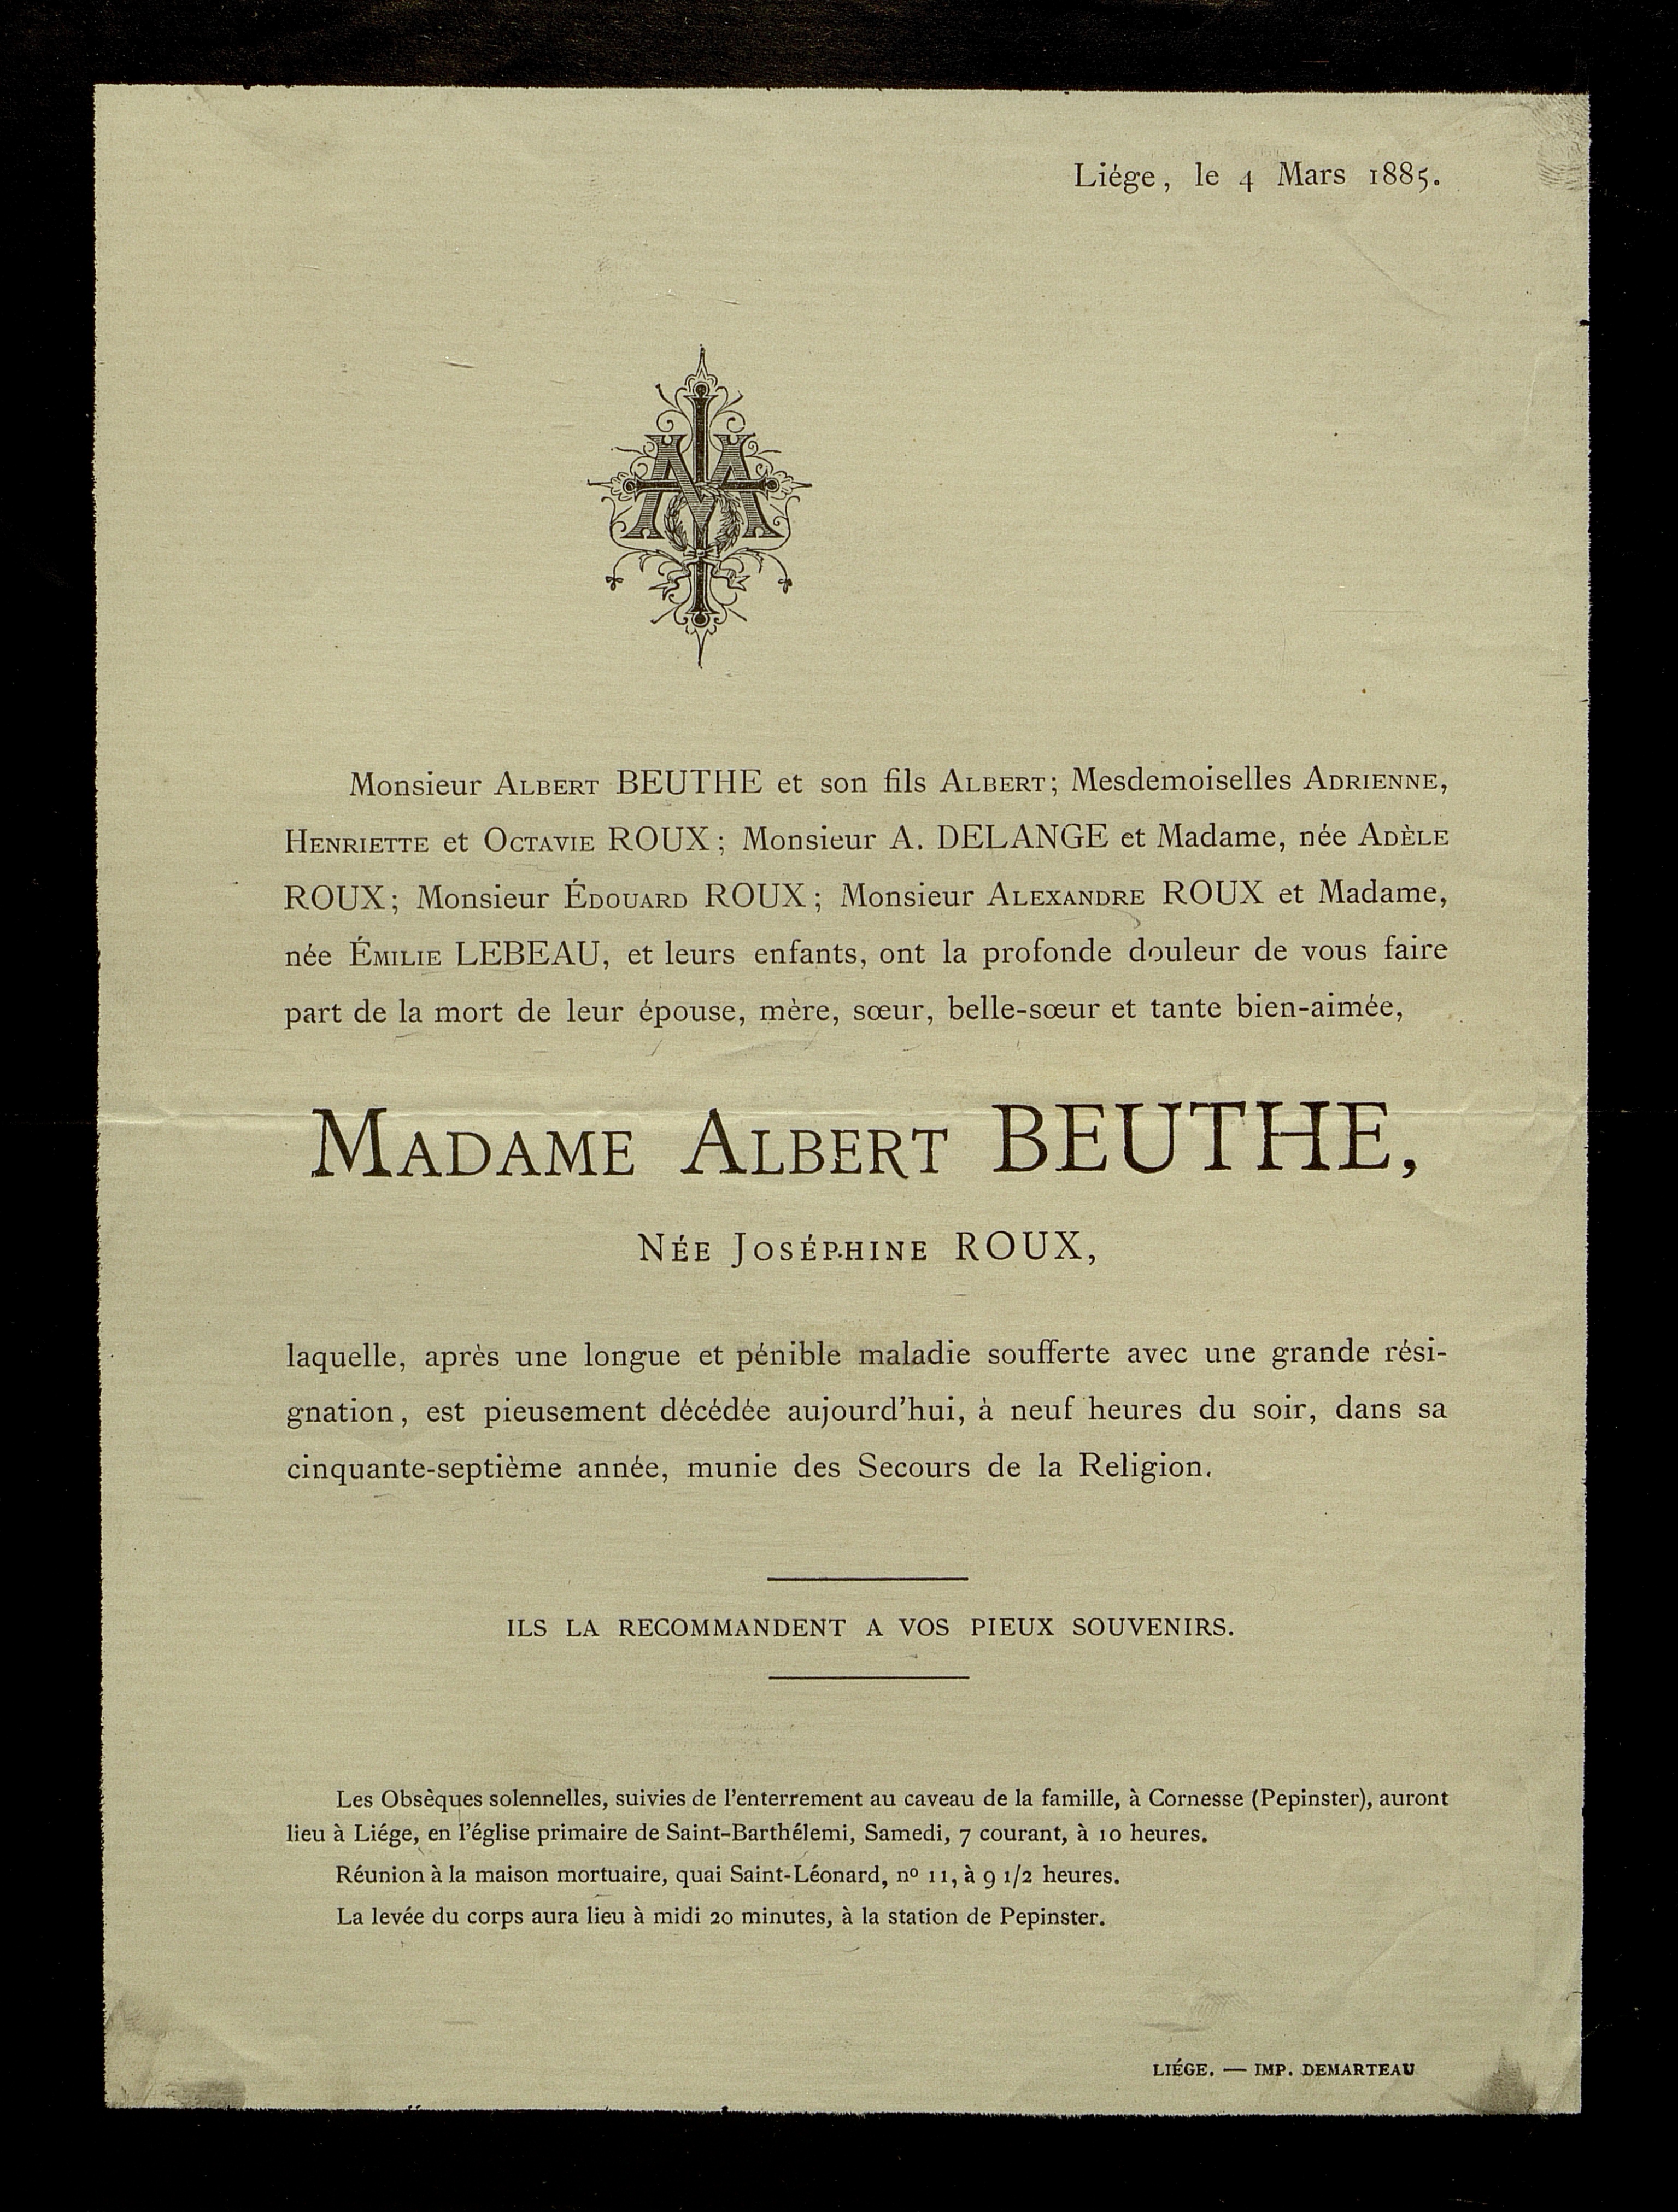 Liége, le 4 Mars 1885.
Monsieur ALBERT BEUTHE et son fils ALBERT; Mesdemoiselles ADRIENNE,
HENRIETTE et OCTAVIE ROUX; Monsieur A. DELANGE et Madame, née ADÈLE
ROUX; Monsieur ÉDOUARD ROUX; Monsieur ALEXANDRE ROUX et Madame,
née ÉMILIE LEBEAU, et leurs enfants, ont la profonde douleur de vous faire
part de la mort de leur épouse, mère, sœur, belle-sœur et tante bien-aimée,
MADAME ALBERT BEUTHE,
NÉE JOSÉPHINE ROUX,
laquelle, après une longue et pénible maladie soufferte avec une grande rési-
gnation, est pieusement décédée aujourd'hui, à neuf heures du soir, dans sa
cinquante-septième année, munie des Secours de la Religion.
ILS LA RECOMMANDENT A VOS PIEUX SOUVENIRS.
Les Obsèques solennelles, suivies de l'enterrement au caveau de la famille, à Cornesse (Pepinster), auront
lieu à Liége, en l'église primaire de Saint-Barthélemi, Samedi, 7 courant, à 10 heures.
Réunion à la maison mortuaire, quai Saint-Léonard, nº 11, à 9 1/2 heures.
La levée du corps aura lieu à midi 20 minutes, à la station de Pepinster.
LIÉGE. — IMP. DEMARTEAU